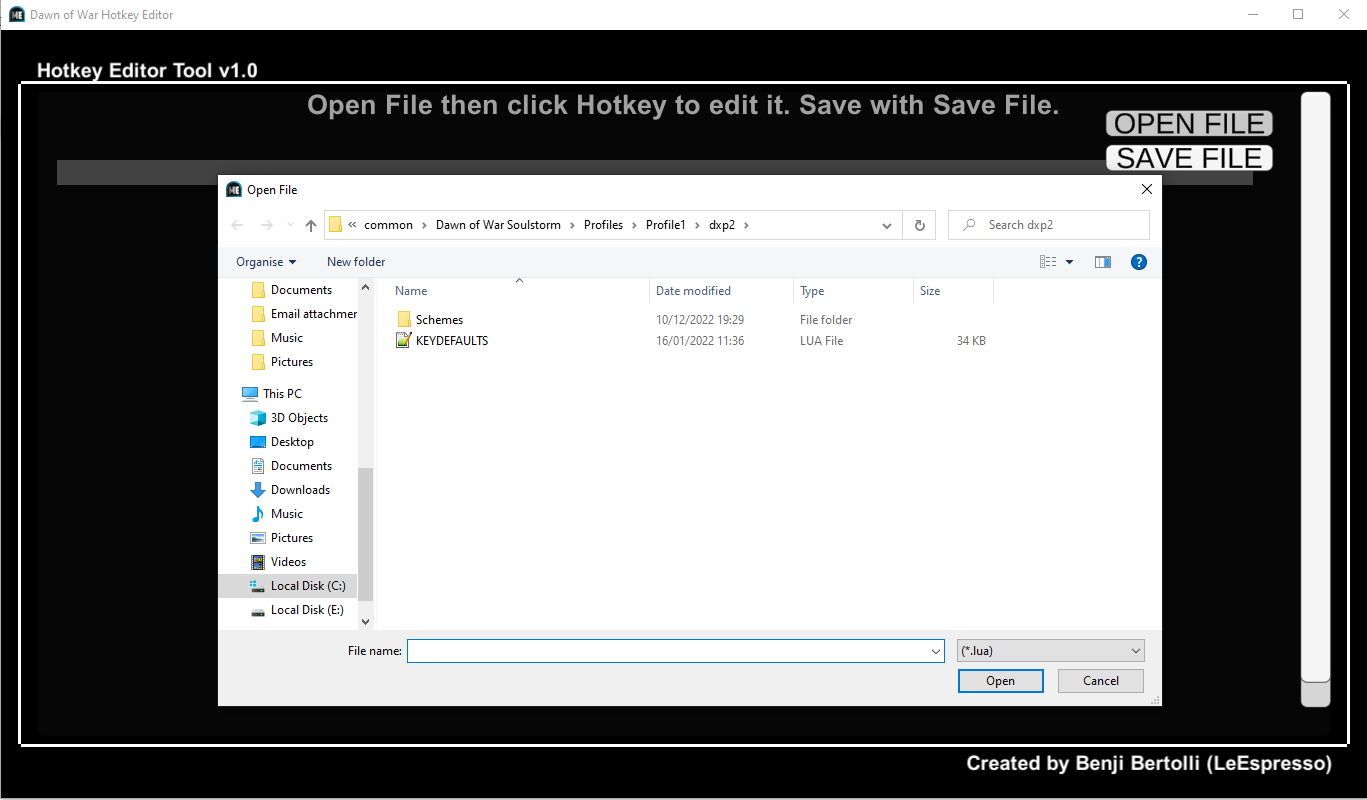 Dawn of War Hotkey Editor
Hotkey Editor Tool v1.0
Open File then click Hotkey to edit it. Save with Save File.
OPEN FILE
SAVE FILE
Open File
« common › Dawn of War Soulstorm › Profiles › Profile1 › dxp2 ›
Search dxp2
Organise
New folder
Documents
Email attachmen
Music
Pictures
This PC
3D Objects
Desktop
Documents
Downloads
Music
Pictures
Videos
Local Disk (C:)
Local Disk (E:)
Name Date modified Type Size
Schemes 10/12/2022 19:29 File folder
KEYDEFAULTS 16/01/2022 11:36 LUA File 34 KB
File name:
(*.lua)
Open
Cancel
Created by Benji Bertolli (LeEspresso)